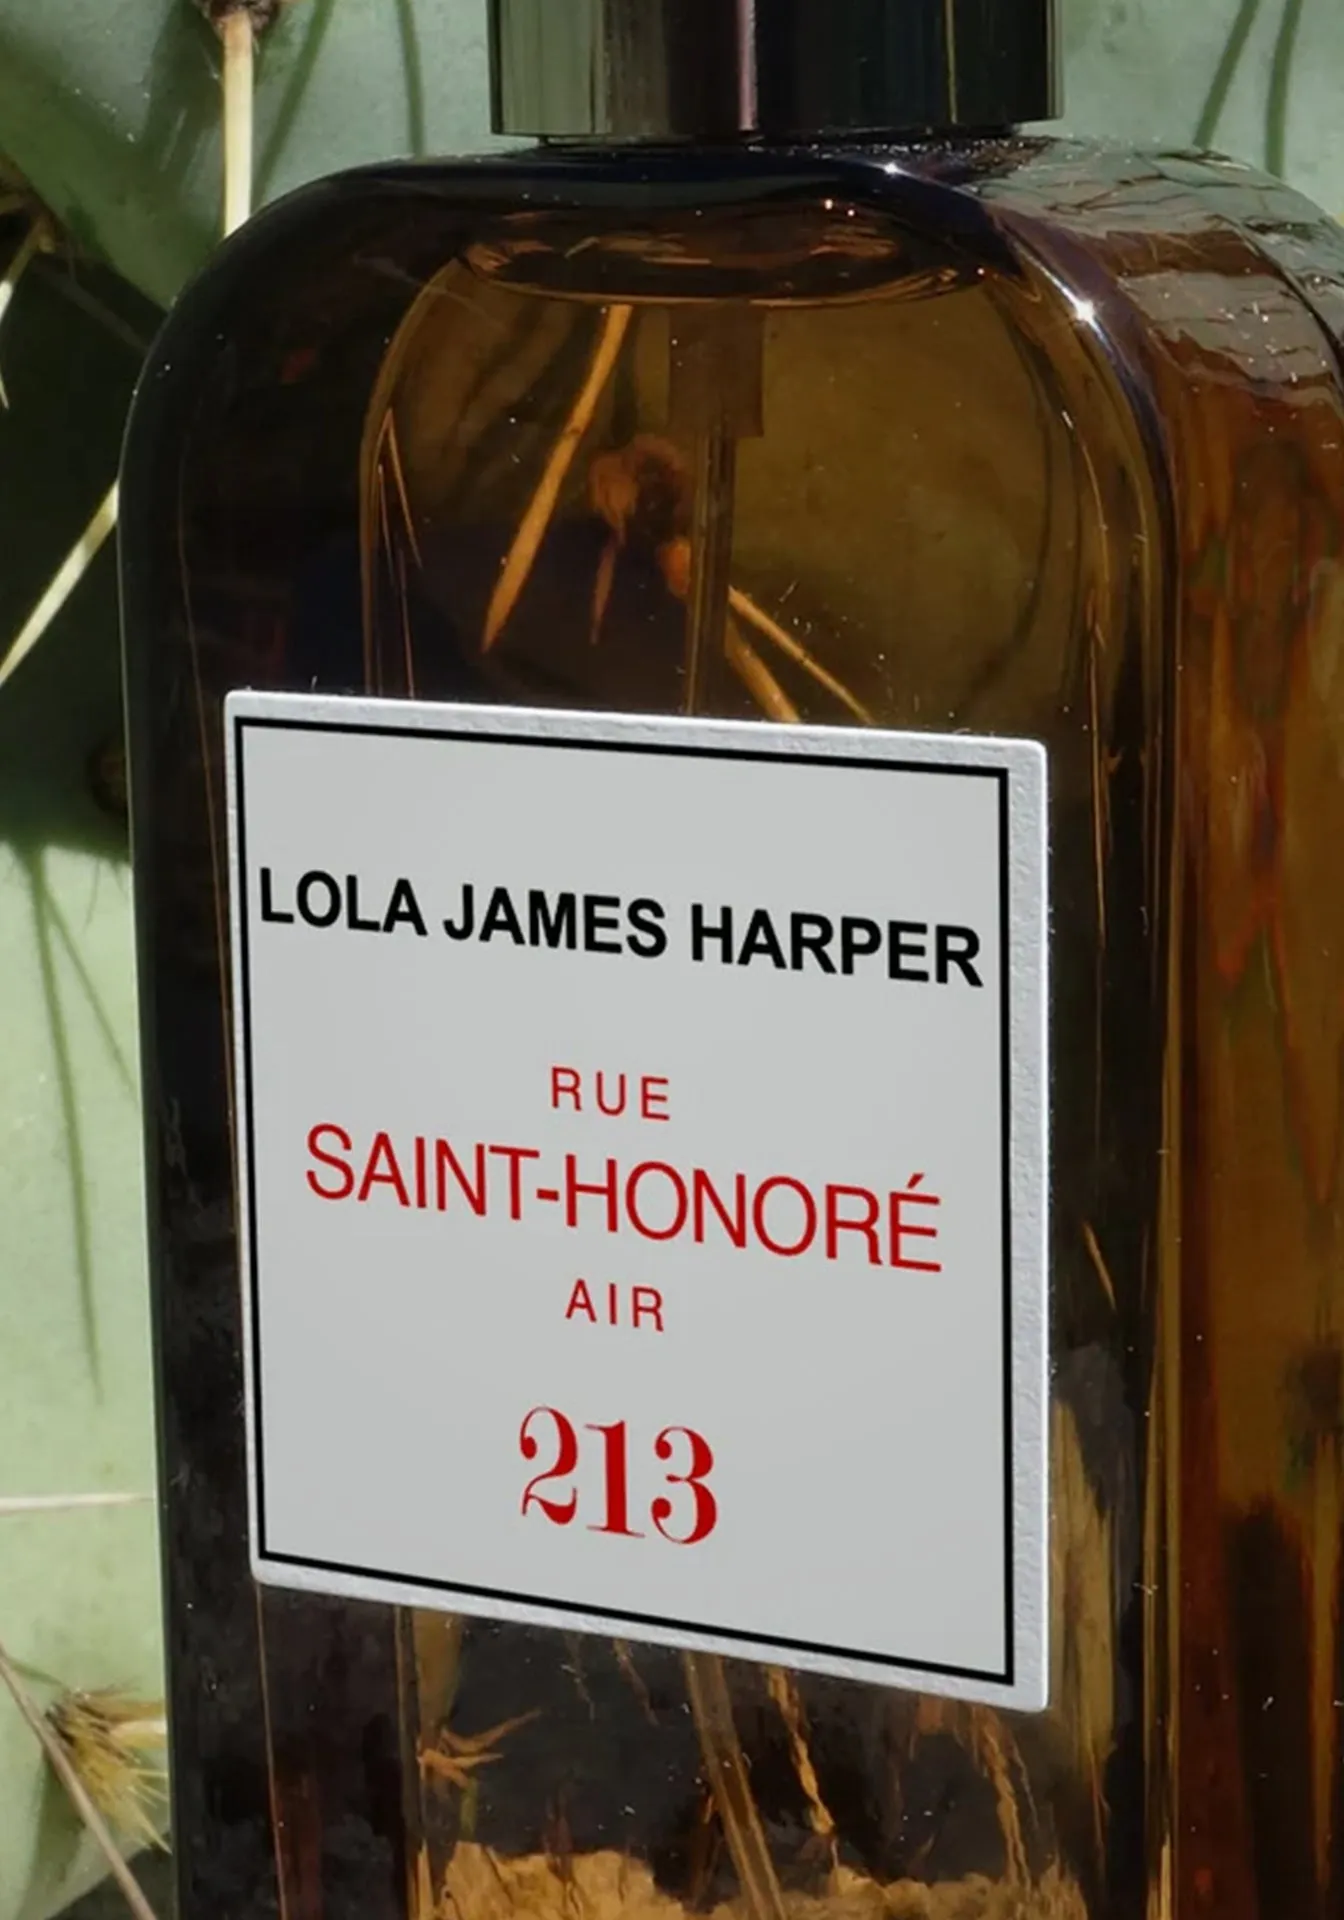 LOLA JAMES HARPER
RUE
SAINT-HONORÉ
AIR
213